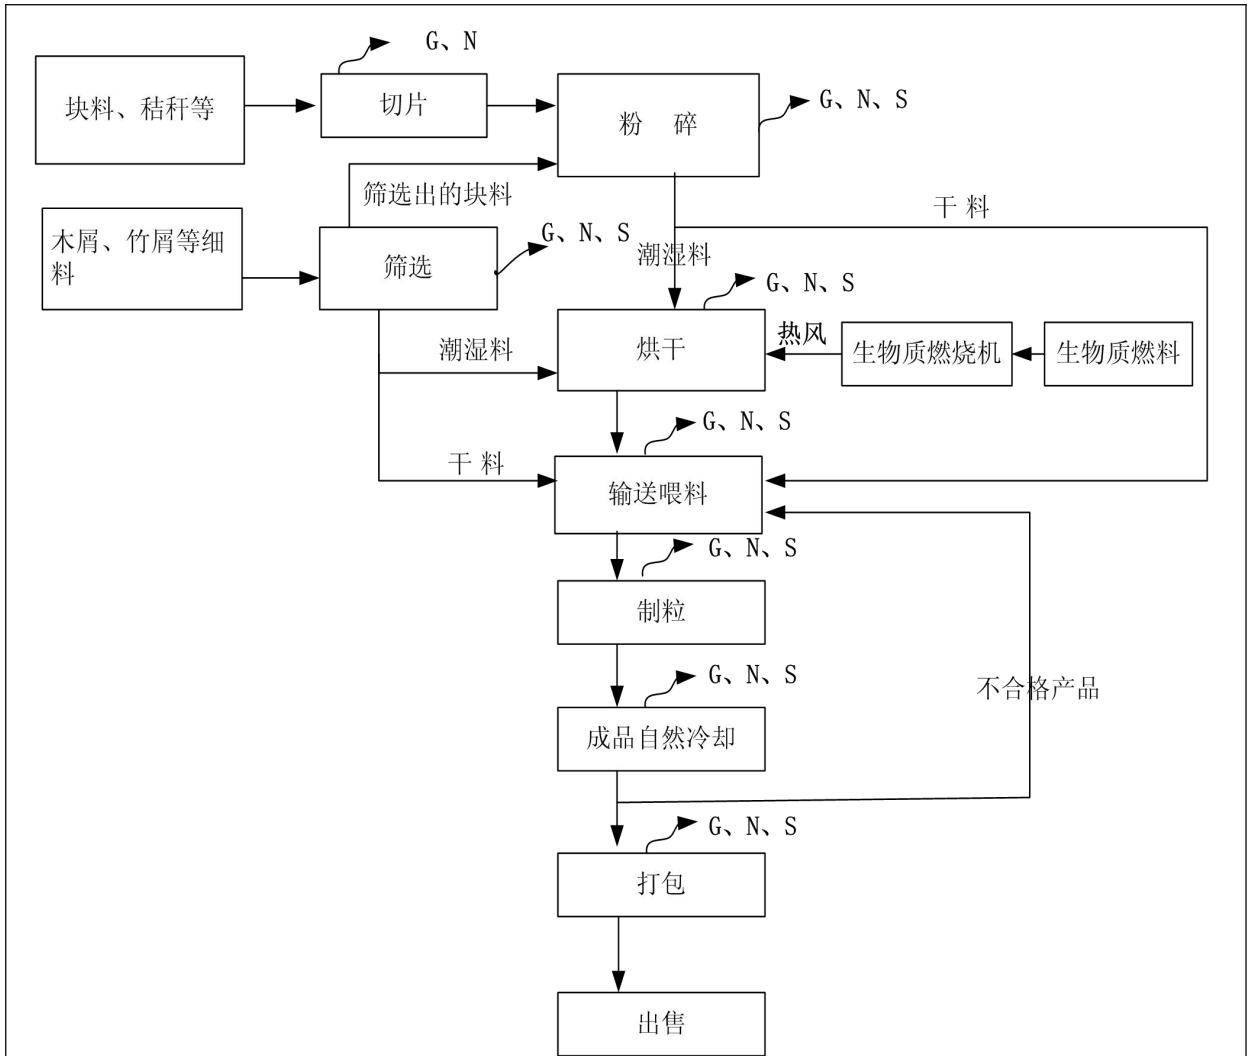 G、N
块料、秸秆等
切片
粉 碎
G、N、S
筛选出的块料
干 料
木屑、竹屑等细
料
筛选
G、N、S
潮湿料
G、N、S
潮湿料
烘干
热风
生物质燃烧机
生物质燃料
G、N、S
干 料
输送喂料
G、N、S
制粒
G、N、S
不合格产品
成品自然冷却
G、N、S
打包
出售